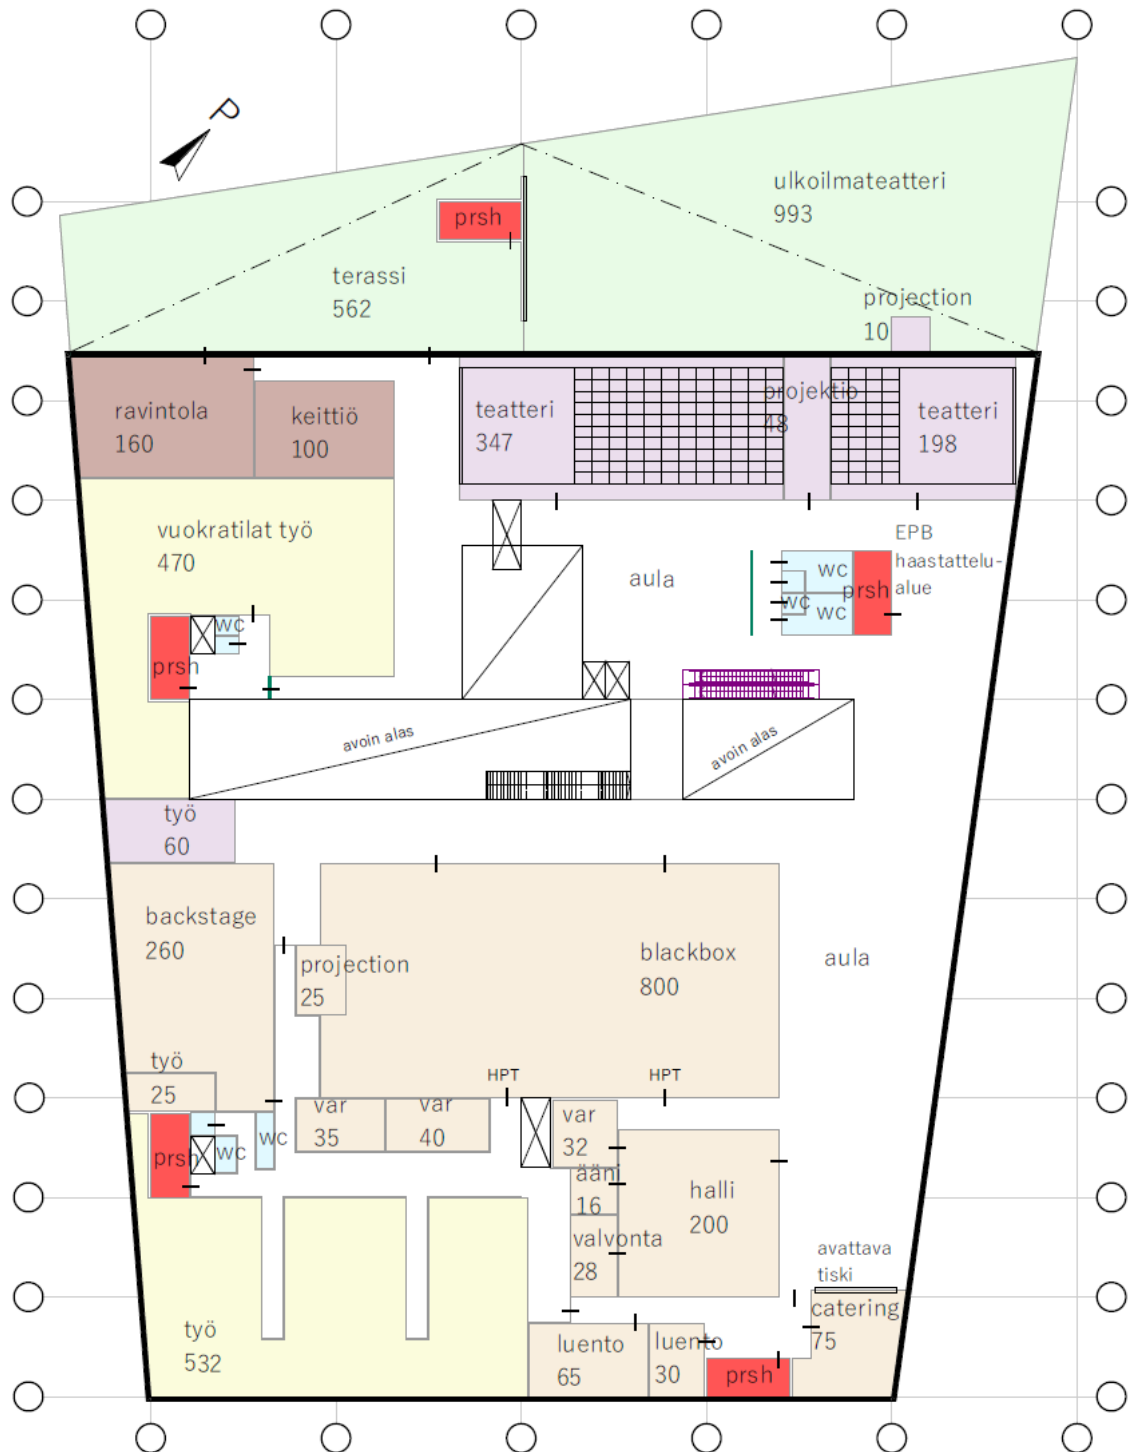 P
ulkoilmateatteri
993
prsh
terassi
562
projection
10
ravintola
160
keittiö
100
teatteri
347
projektio
48
teatteri
198
vuokratilat työ
470
aula
EPB
haastattelu-
alue
wc
wc
wc
prsh
wc
prsh
avoin alas
avoin alas
työ
60
backstage
260
projection
25
blackbox
800
aula
työ
25
HPT
HPT
var
35
var
40
var
32
prsh
wc
wc
ääni
16
halli
200
valvonta
28
avattava
tiski
catering
75
työ
532
luento
65
luento
30
prsh